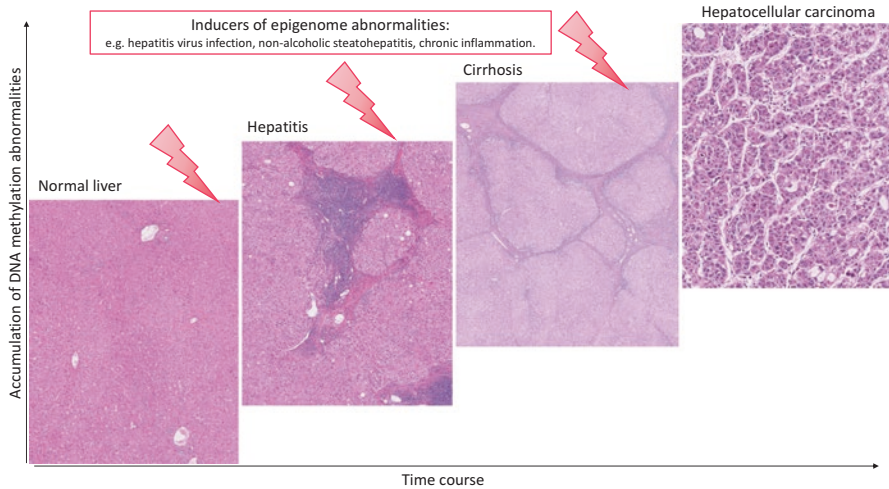 Inducers of epigenome abnormalities:
e.g. hepatitis virus infection, non-alcoholic steatohepatitis, chronic inflammation.
Hepatocellular carcinoma
Cirrhosis
Hepatitis
Normal liver
Accumulation of DNA methylation abnormalities
Time course